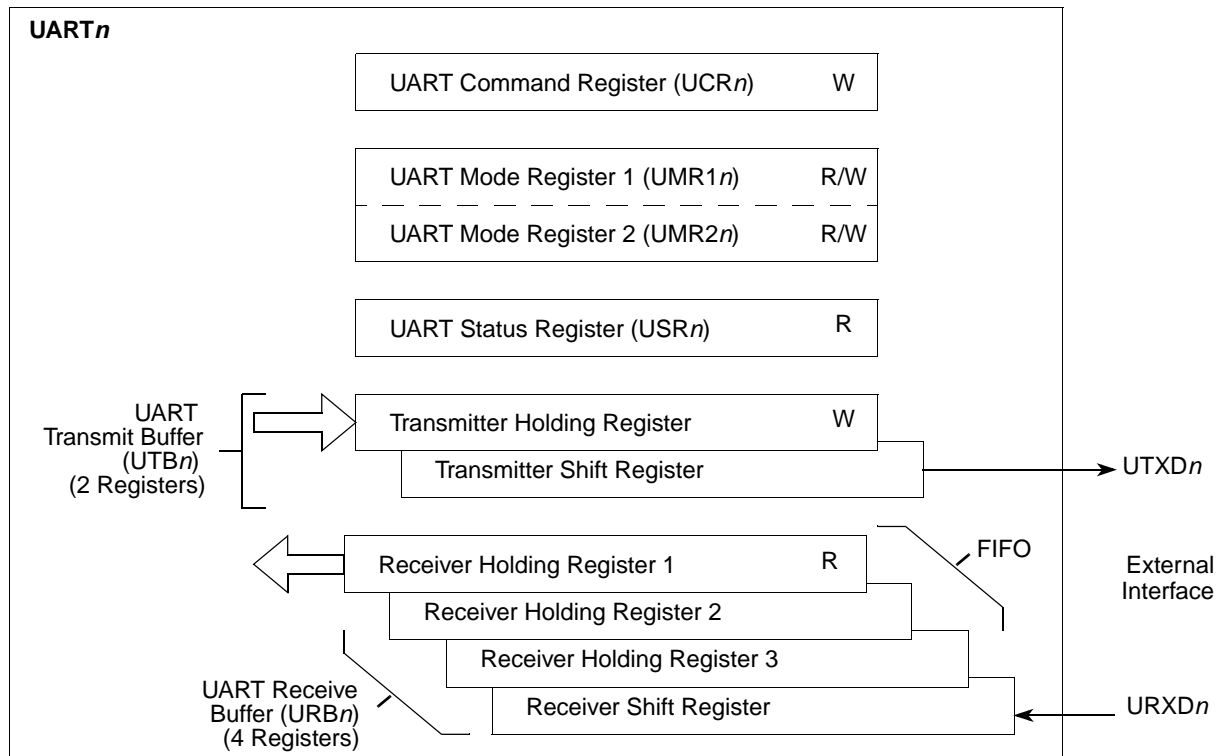 UARTn
UART Command Register (UCRn) W
UART Mode Register 1 (UMR1n) R/W
UART Mode Register 2 (UMR2n) R/W
UART Status Register (USRn) R
UART
Transmit Buffer
(UTBn)
(2 Registers)
Transmitter Holding Register W
Transmitter Shift Register
UTXDn
Receiver Holding Register 1 R
FIFO
External
Interface
Receiver Holding Register 2
Receiver Holding Register 3
UART Receive
Buffer (URBn)
(4 Registers)
Receiver Shift Register
URXDn